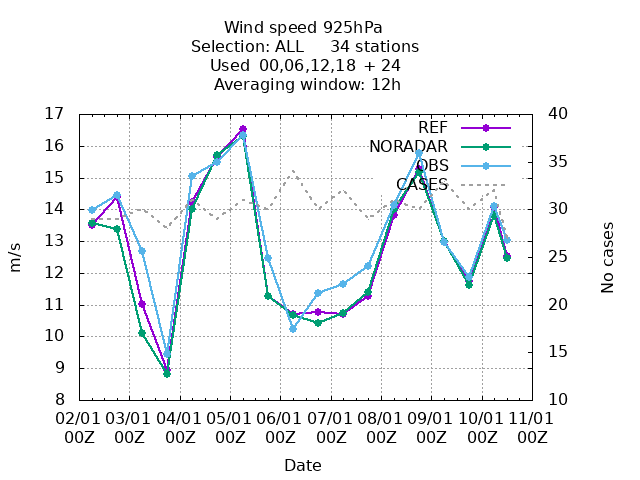 Wind speed 925hPa
Selection: ALL     34 stations
Used  00,06,12,18 + 24
Averaging window: 12h
17
16
15
14
13
12
11
10
9
8
m/s
40
35
30
25
20
15
10
No cases
REF
NORADAR
OBS
CASES
02/01 03/01 04/01 05/01 06/01 07/01 08/01 09/01 10/01 11/01
00Z 00Z 00Z 00Z 00Z 00Z 00Z 00Z 00Z 00Z
Date